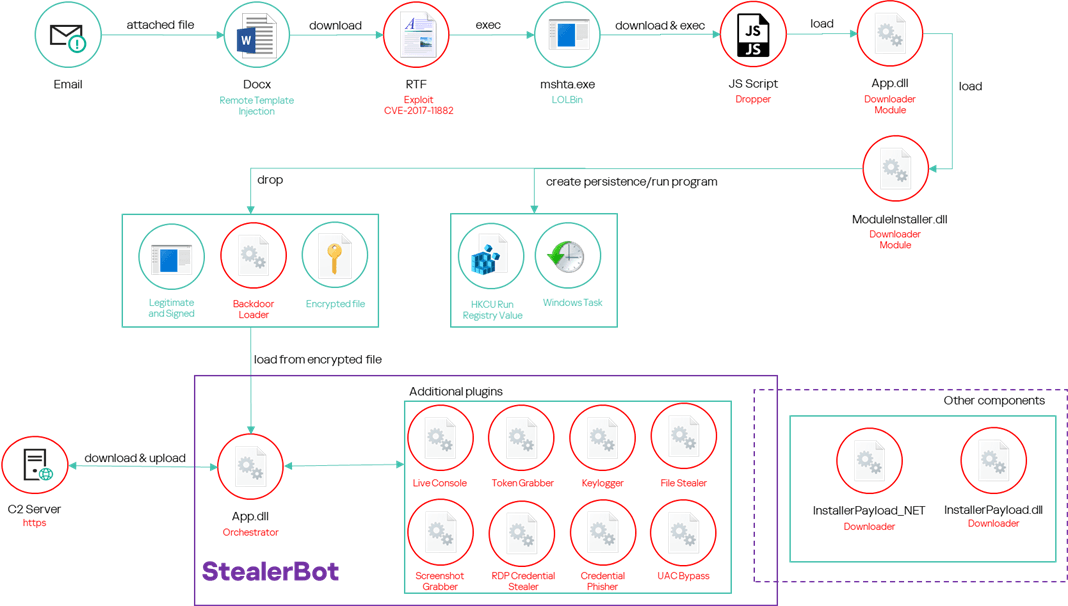 attached file
download
exec
download & exec
load
W
A
JS
JS
Email
Docx
Remote Template
Injection
RTF
Exploit
CVE-2017-11882
mshta.exe
LOLBin
JS Script
Dropper
App.dll
Downloader
Module
load
drop
create persistence/run program
ModuleInstaller.dll
Downloader
Module
Legitimate
and Signed
Backdoor
Loader
Encrypted file
HKCU Run
Registry Value
Windows Task
load from encrypted file
Additional plugins
Other components
download & upload
Live Console
Token Grabber
Keylogger
File Stealer
C2 Server
https
App.dll
Orchestrator
InstallerPayload_NET
Downloader
InstallerPayload.dll
Downloader
StealerBot
Screenshot
Grabber
RDP Credential
Stealer
Credential
Phisher
UAC Bypass